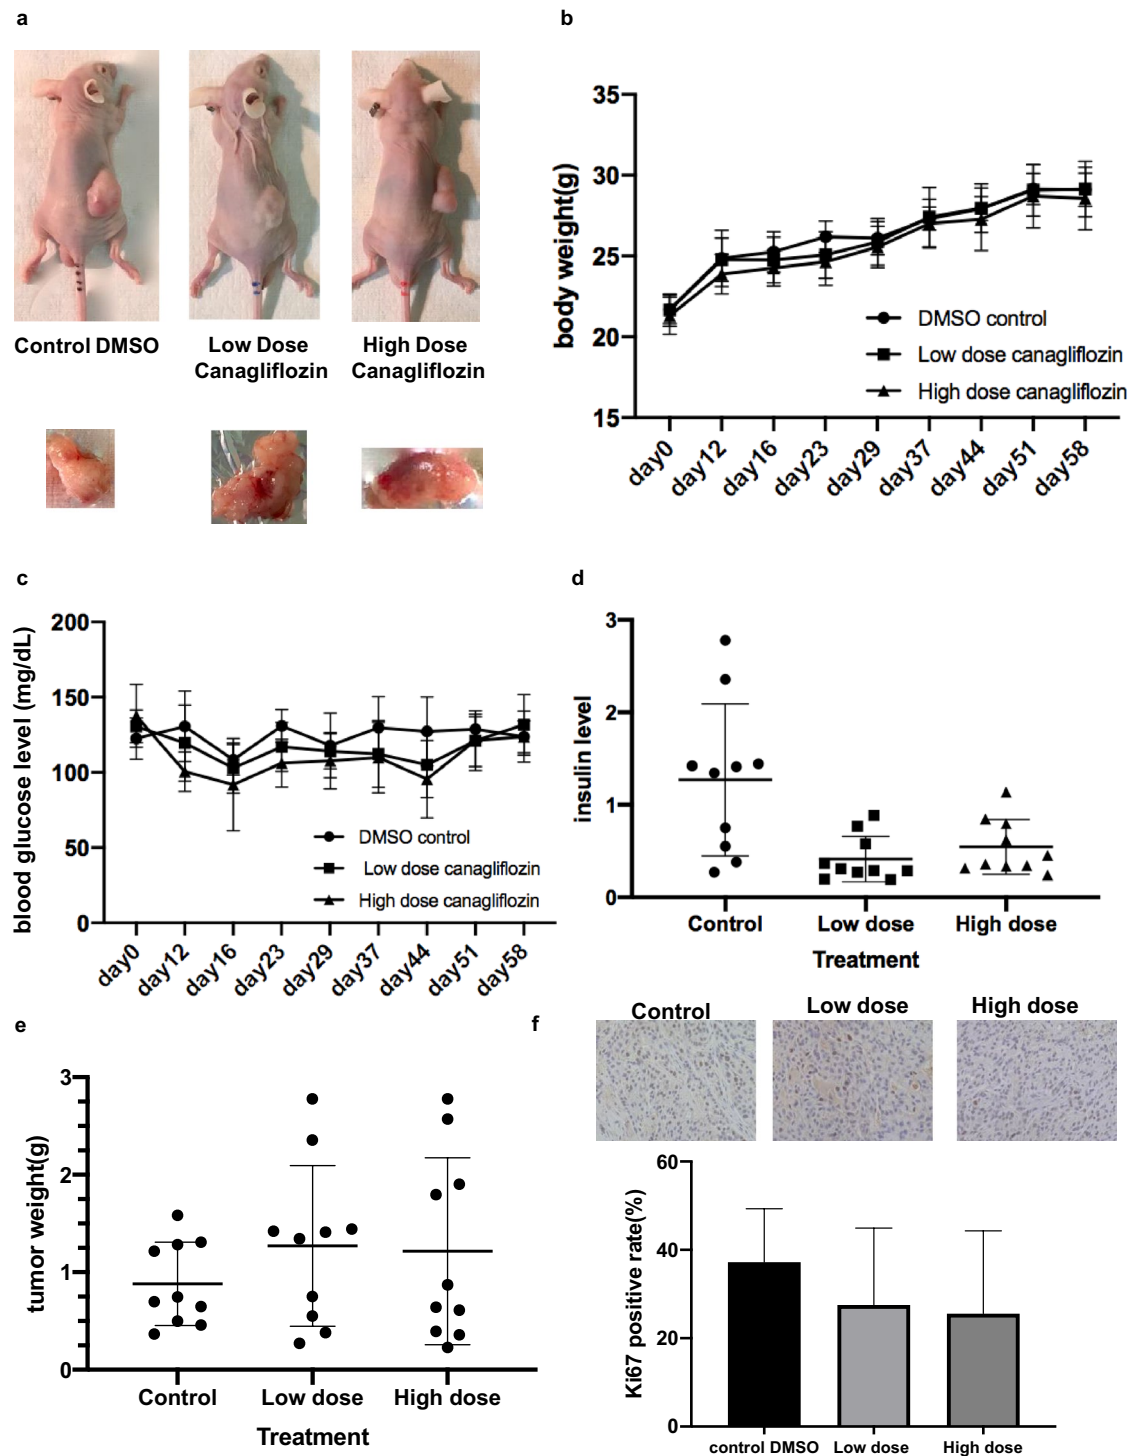 a
Control DMSO
Low Dose
Canagliflozin
High Dose
Canagliflozin
b
body weight(g)
35
30
25
20
15
DMSO control
Low dose canagliflozin
High dose canagliflozin
day0
day12
day16
day23
day29
day37
day44
day51
day58
c
blood glucose level (mg/dL)
200
150
100
50
0
DMSO control
Low dose canagliflozin
High dose canagliflozin
day0
day12
day16
day23
day29
day37
day44
day51
day58
d
insulin level
3
2
1
0
Control
Low dose
High dose
Treatment
e
tumor weight(g)
3
2
1
0
Control
Low dose
High dose
Treatment
f
Control
Low dose
High dose
Ki67 positive rate(%)
60
40
20
0
control DMSO
Low dose
High dose